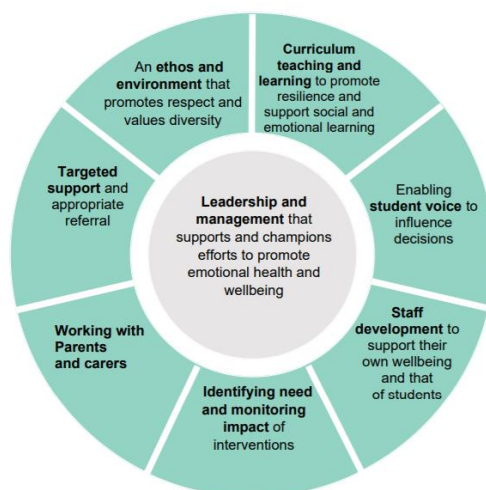 An ethos and
environment that
promotes respect and
values diversity
Curriculum
teaching and
learning to promote
resilience and
support social and
emotional learning
Enabling
student voice to
influence
decisions
Staff
development to
support their
own wellbeing
and that
of students
Identifying need
and monitoring
impact of
interventions
Working with
Parents
and carers
Targeted
support and
appropriate
referral
Leadership and
management that
supports and champions
efforts to promote
emotional health and
wellbeing